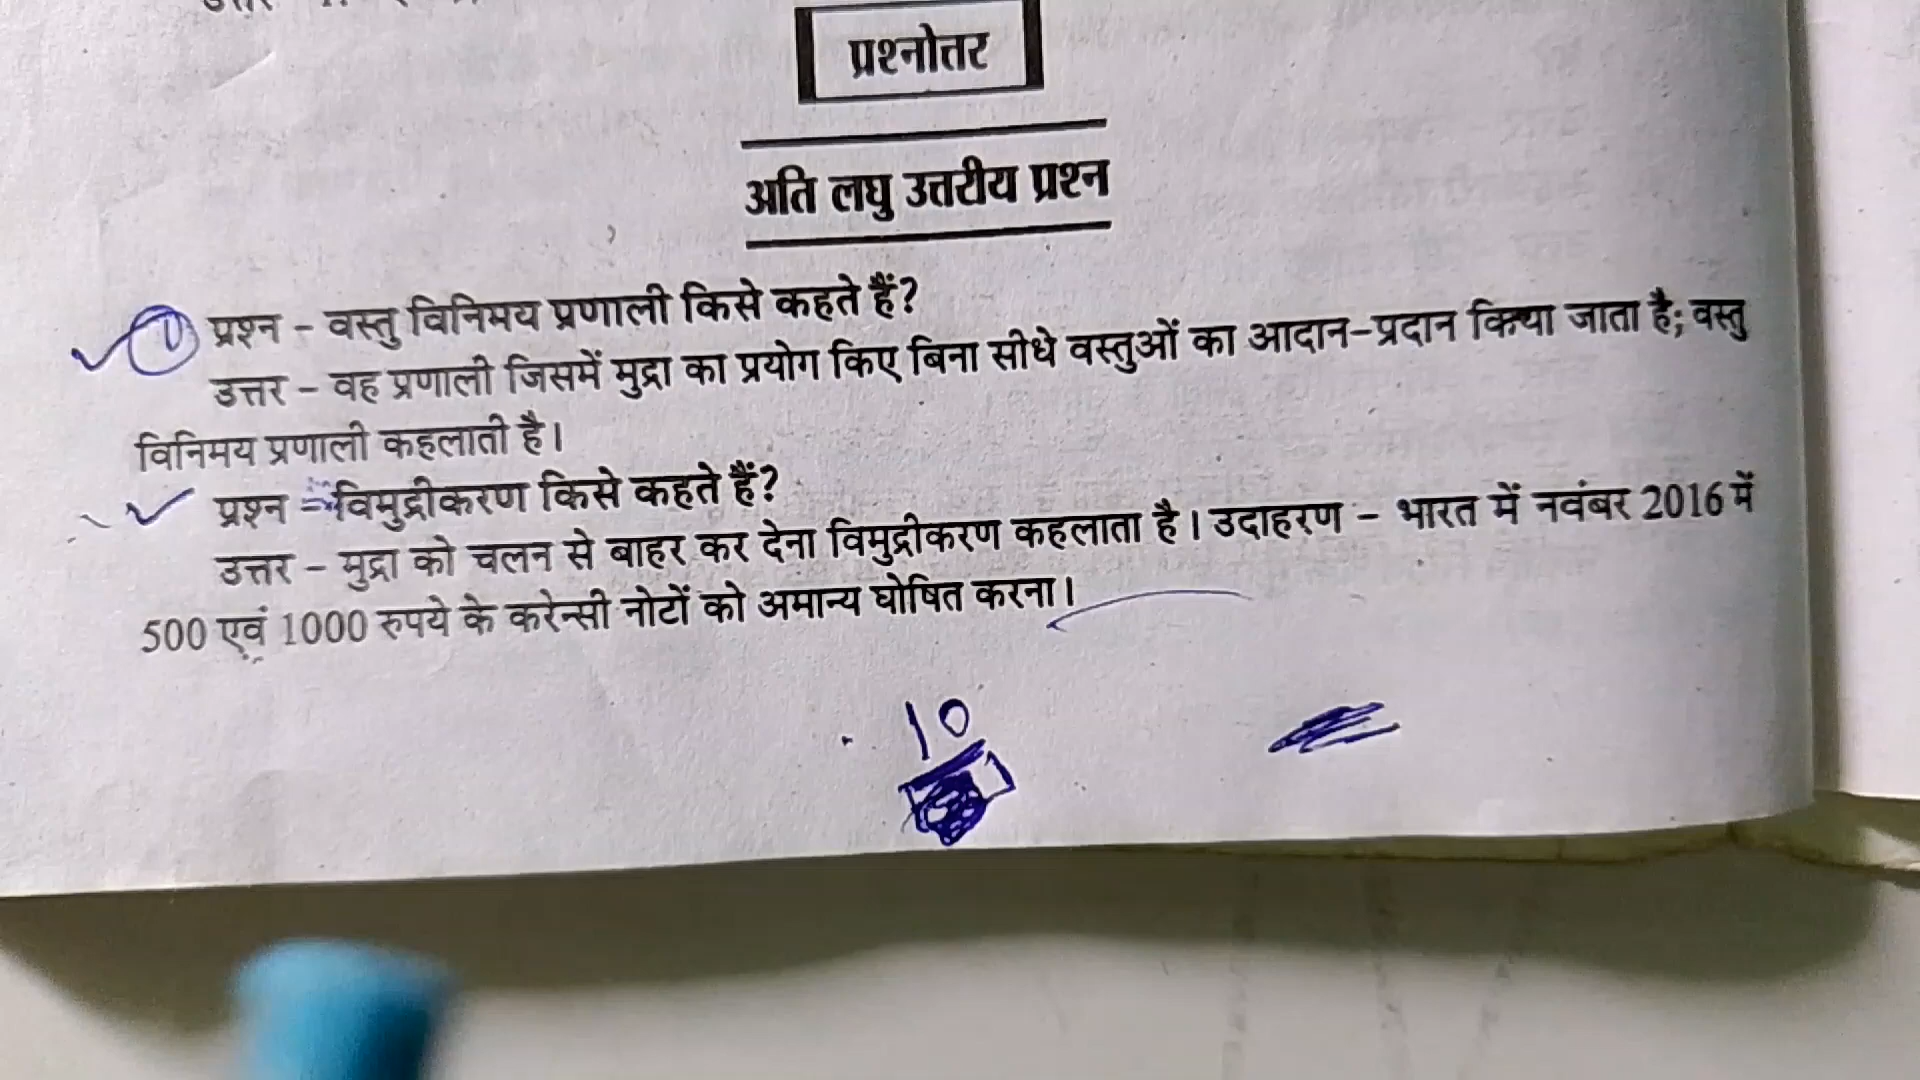 प्रश्नोत्तर
अति लघु उत्तरीय प्रश्न
1 प्रश्न – वस्तु विनिमय प्रणाली किसे कहते हैं?
उत्तर – वह प्रणाली जिसमें मुद्रा का प्रयोग किए बिना सीधे वस्तुओं का आदान-प्रदान किया जाता है; वस्तु
विनिमय प्रणाली कहलाती है।
प्रश्न – विमुद्रीकरण किसे कहते हैं?
उत्तर – मुद्रा को चलन से बाहर कर देना विमुद्रीकरण कहलाता है। उदाहरण – भारत में नवंबर 2016 में
500 एवं 1000 रुपये के करेन्सी नोटों को अमान्य घोषित करना।
10